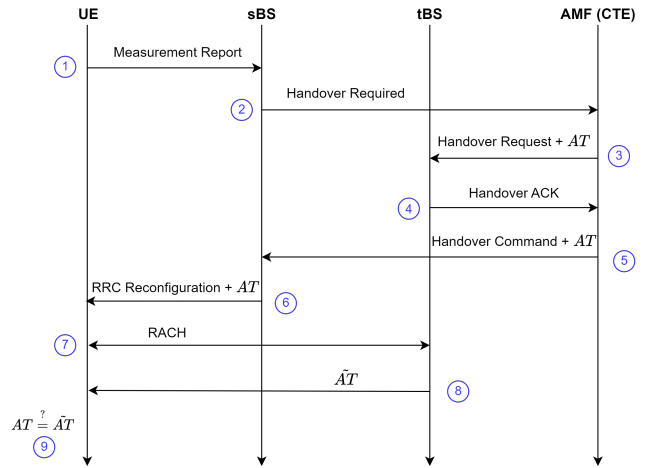 UE sBS tBS AMF (CTE)
Measurement Report
1
Handover Required
2
Handover Request + AT
3
Handover ACK
4
Handover Command + AT
5
RRC Reconfiguration + AT
6
RACH
7
ÃT
8
AT ≟ ÃT
9